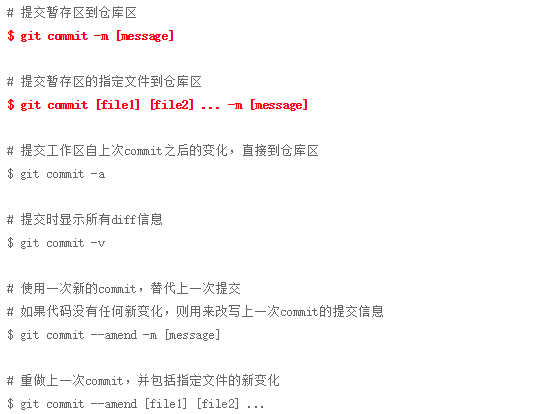 # 提交暂存区到仓库区
$ git commit -m [message]
# 提交暂存区的指定文件到仓库区
$ git commit [file1] [file2] ... -m [message]
# 提交工作区自上次commit之后的变化，直接到仓库区
$ git commit -a
# 提交时显示所有diff信息
$ git commit -v
# 使用一次新的commit，替代上一次提交
# 如果代码没有任何新变化，则用来改写上一次commit的提交信息
$ git commit --amend -m [message]
# 重做上一次commit，并包括指定文件的新变化
$ git commit --amend [file1] [file2] ...